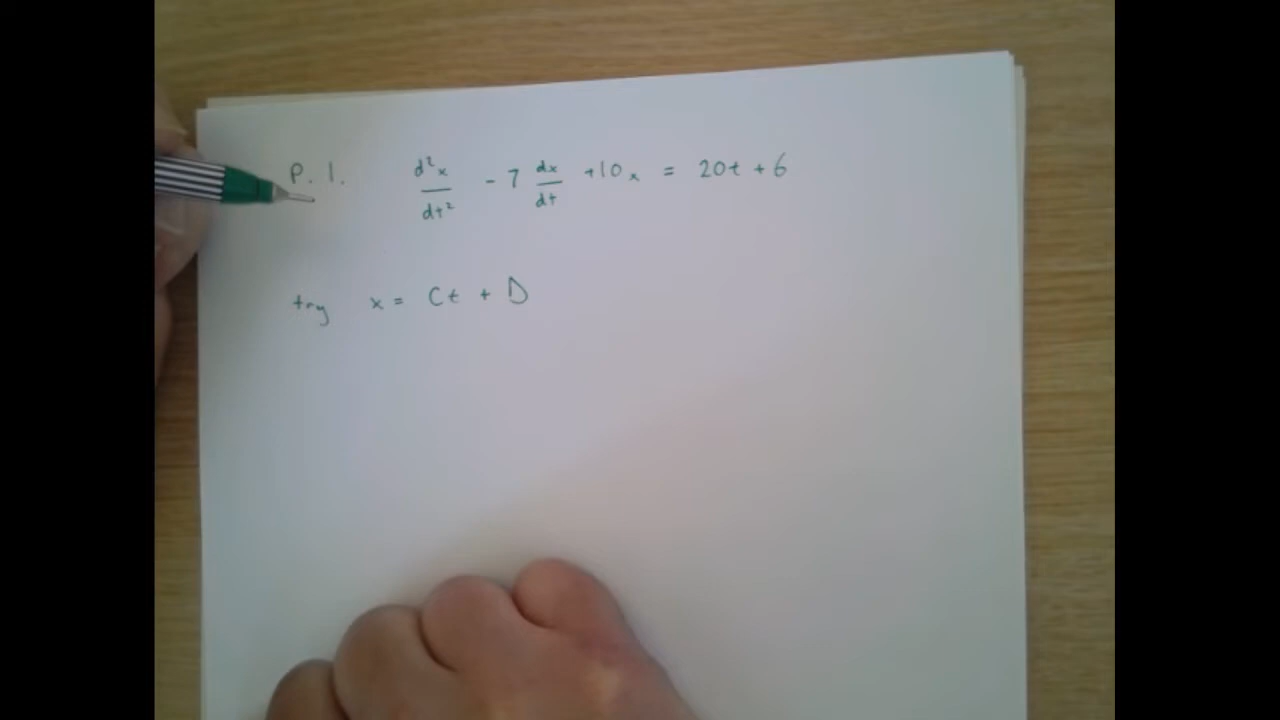 P. 1. d²x/dt² - 7 dx/dt + 10x = 20t + 6
try x = Ct + D